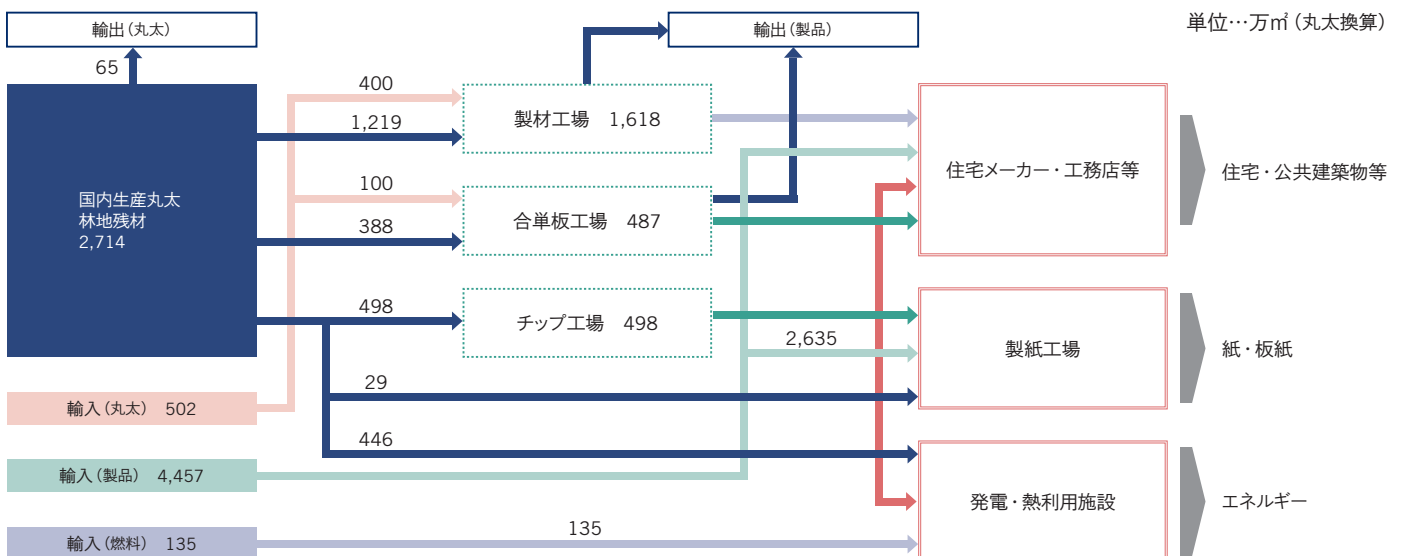 輸出（丸太）
輸出（製品）
単位…万㎥（丸太換算）
65
400
1,219
製材工場　1,618
国内生産丸太
林地残材
2,714
100
388
合単板工場　487
住宅メーカー・工務店等
住宅・公共建築物等
498
チップ工場　498
2,635
製紙工場
紙・板紙
29
輸入（丸太）　502
446
輸入（製品）　4,457
発電・熱利用施設
エネルギー
135
輸入（燃料）　135